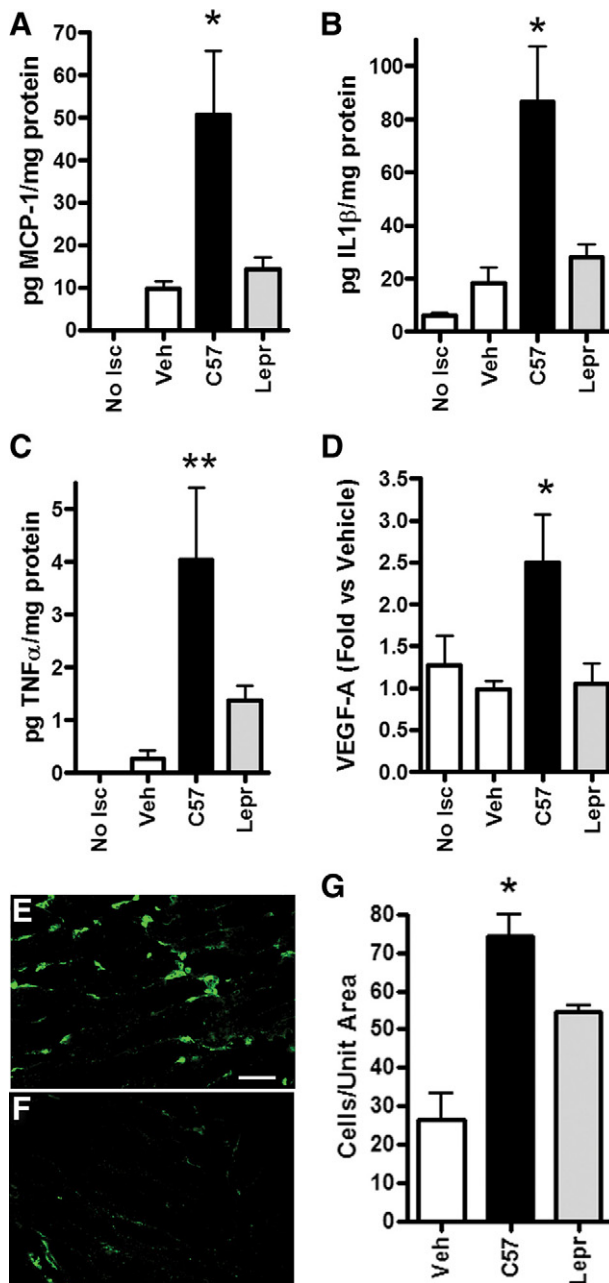 A
*
pg MCP-1/mg protein
70
60
50
40
30
20
10
0
No Isc
Veh
C57
Lepr
B
*
pg IL1β/mg protein
100
80
60
40
20
0
No Isc
Veh
C57
Lepr
C
**
pg TNFα/mg protein
5
4
3
2
1
0
No Isc
Veh
C57
Lepr
D
*
VEGF-A (Fold vs Vehicle)
3.5
3.0
2.5
2.0
1.5
1.0
0.5
0.0
No Isc
Veh
C57
Lepr
E
F
G
*
Cells/Unit Area
80
70
60
50
40
30
20
10
0
Veh
C57
Lepr